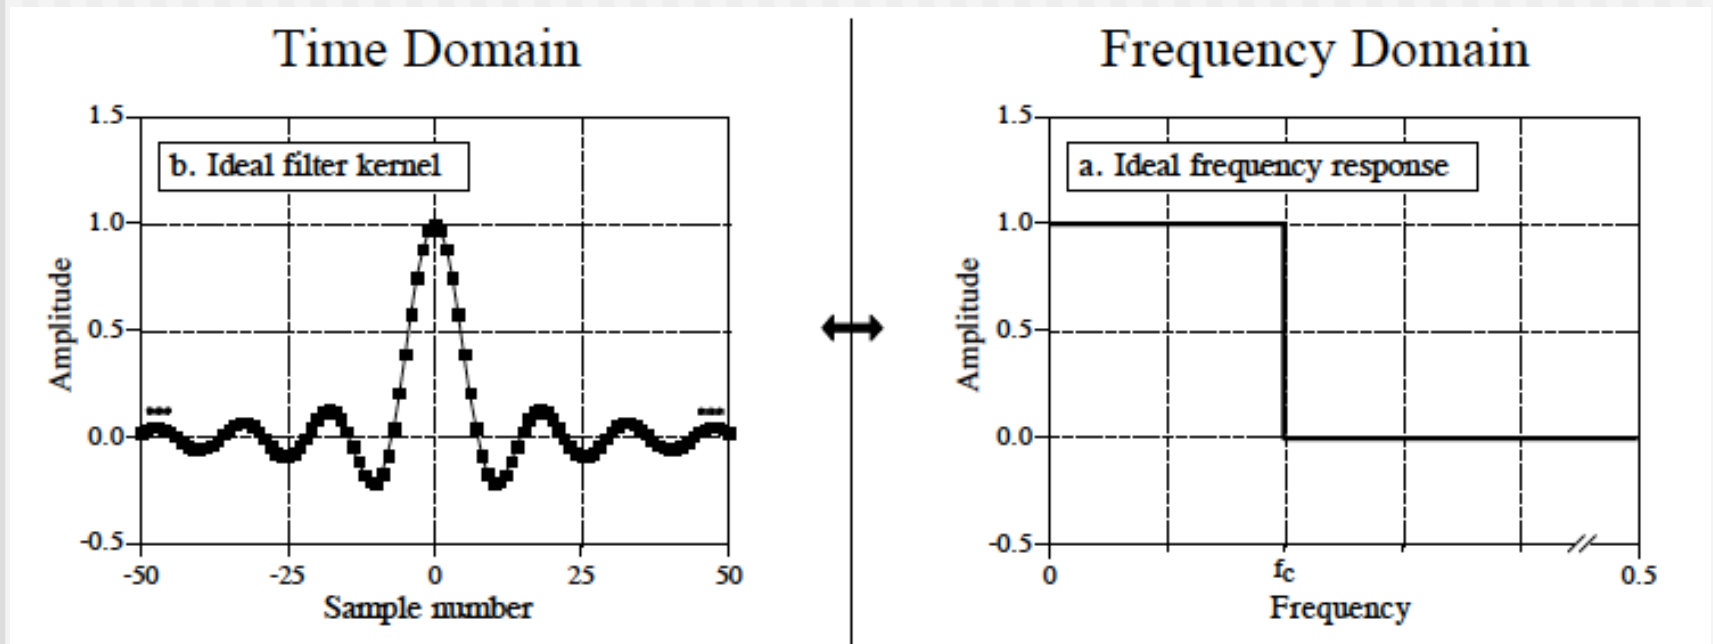 Time Domain
1.5
b. Ideal filter kernel
1.0
Amplitude
0.5
0.0
-0.5
-50
-25
0
25
50
Sample number
Frequency Domain
1.5
a. Ideal frequency response
1.0
Amplitude
0.5
0.0
-0.5
0
fc
0.5
Frequency